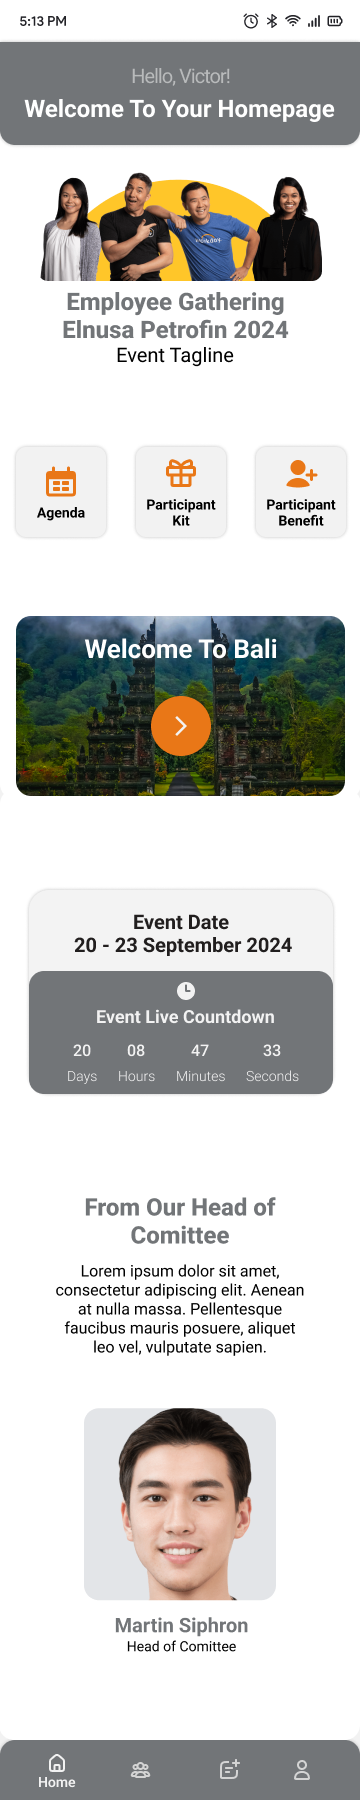 5:13 PM
Hello, Victor!
Welcome To Your Homepage
Employee Gathering
Elnusa Petrofin 2024
Event Tagline
Agenda
Participant
Kit
Participant
Benefit
Welcome To Bali
Event Date
20 - 23 September 2024
Event Live Countdown
20 08 47 33
Days Hours Minutes Seconds
From Our Head of
Comittee
Lorem ipsum dolor sit amet,
consectetur adipiscing elit. Aenean
at nulla massa. Pellentesque
faucibus mauris posuere, aliquet
leo vel, vulputate sapien.
Martin Siphron
Head of Comittee
Home